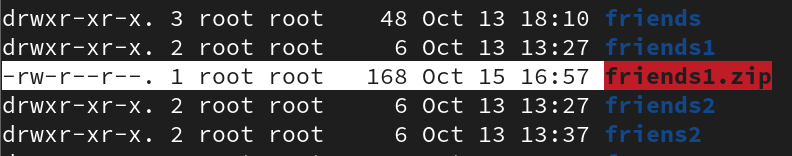 drwxr-xr-x. 3 root root    48 Oct 13 18:10 friends
drwxr-xr-x. 2 root root     6 Oct 13 13:27 friends1
-rw-r--r--. 1 root root   168 Oct 15 16:57 friends1.zip
drwxr-xr-x. 2 root root     6 Oct 13 13:27 friends2
drwxr-xr-x. 2 root root     6 Oct 13 13:37 friens2